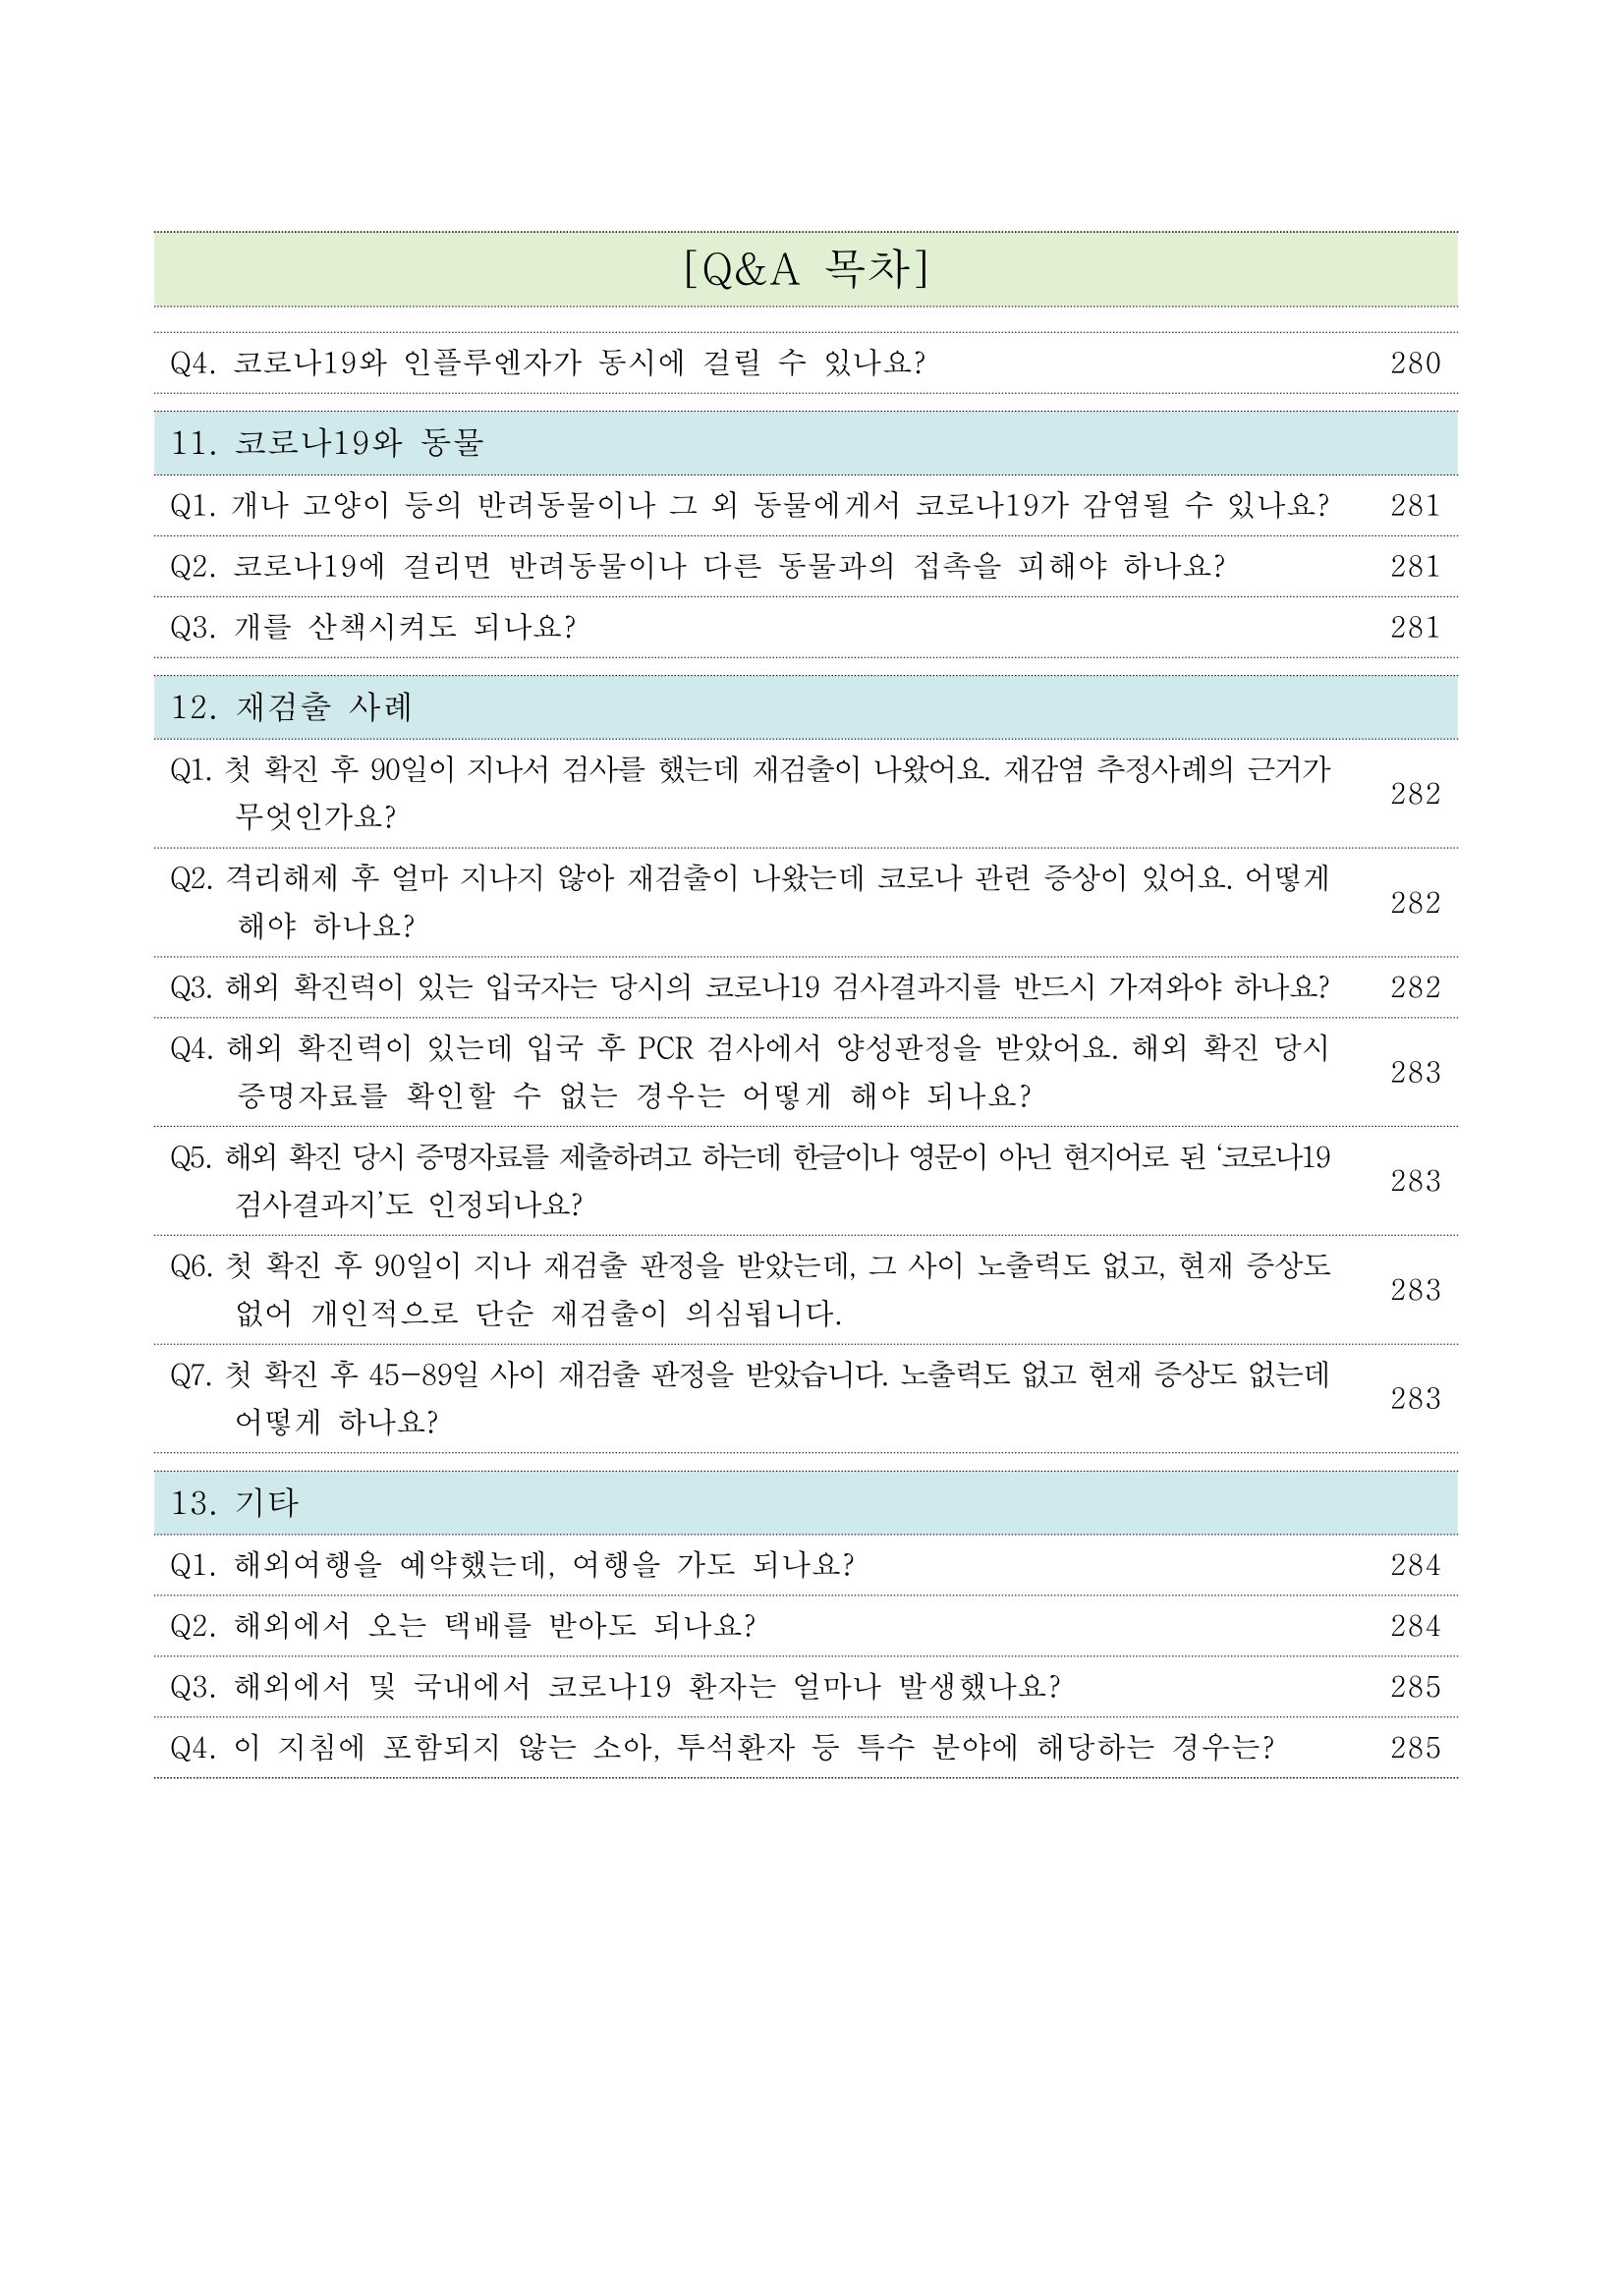 [Q&A 목차]
Q4. 코로나19와 인플루엔자가 동시에 걸릴 수 있나요? 280
11. 코로나19와 동물
Q1. 개나 고양이 등의 반려동물이나 그 외 동물에게서 코로나19가 감염될 수 있나요? 281
Q2. 코로나19에 걸리면 반려동물이나 다른 동물과의 접촉을 피해야 하나요? 281
Q3. 개를 산책시켜도 되나요? 281
12. 재검출 사례
Q1. 첫 확진 후 90일이 지나서 검사를 했는데 재검출이 나왔어요. 재감염 추정사례의 근거가
무엇인가요? 282
Q2. 격리해제 후 얼마 지나지 않아 재검출이 나왔는데 코로나 관련 증상이 있어요. 어떻게
해야 하나요? 282
Q3. 해외 확진력이 있는 입국자는 당시의 코로나19 검사결과지를 반드시 가져와야 하나요? 282
Q4. 해외 확진력이 있는데 입국 후 PCR 검사에서 양성판정을 받았어요. 해외 확진 당시
증명자료를 확인할 수 없는 경우는 어떻게 해야 되나요? 283
Q5. 해외 확진 당시 증명자료를 제출하려고 하는데 한글이나 영문이 아닌 현지어로 된 ‘코로나19
검사결과지’도 인정되나요? 283
Q6. 첫 확진 후 90일이 지나 재검출 판정을 받았는데, 그 사이 노출력도 없고, 현재 증상도
없어 개인적으로 단순 재검출이 의심됩니다. 283
Q7. 첫 확진 후 45-89일 사이 재검출 판정을 받았습니다. 노출력도 없고 현재 증상도 없는데
어떻게 하나요? 283
13. 기타
Q1. 해외여행을 예약했는데, 여행을 가도 되나요? 284
Q2. 해외에서 오는 택배를 받아도 되나요? 284
Q3. 해외에서 및 국내에서 코로나19 환자는 얼마나 발생했나요? 285
Q4. 이 지침에 포함되지 않는 소아, 투석환자 등 특수 분야에 해당하는 경우는? 285